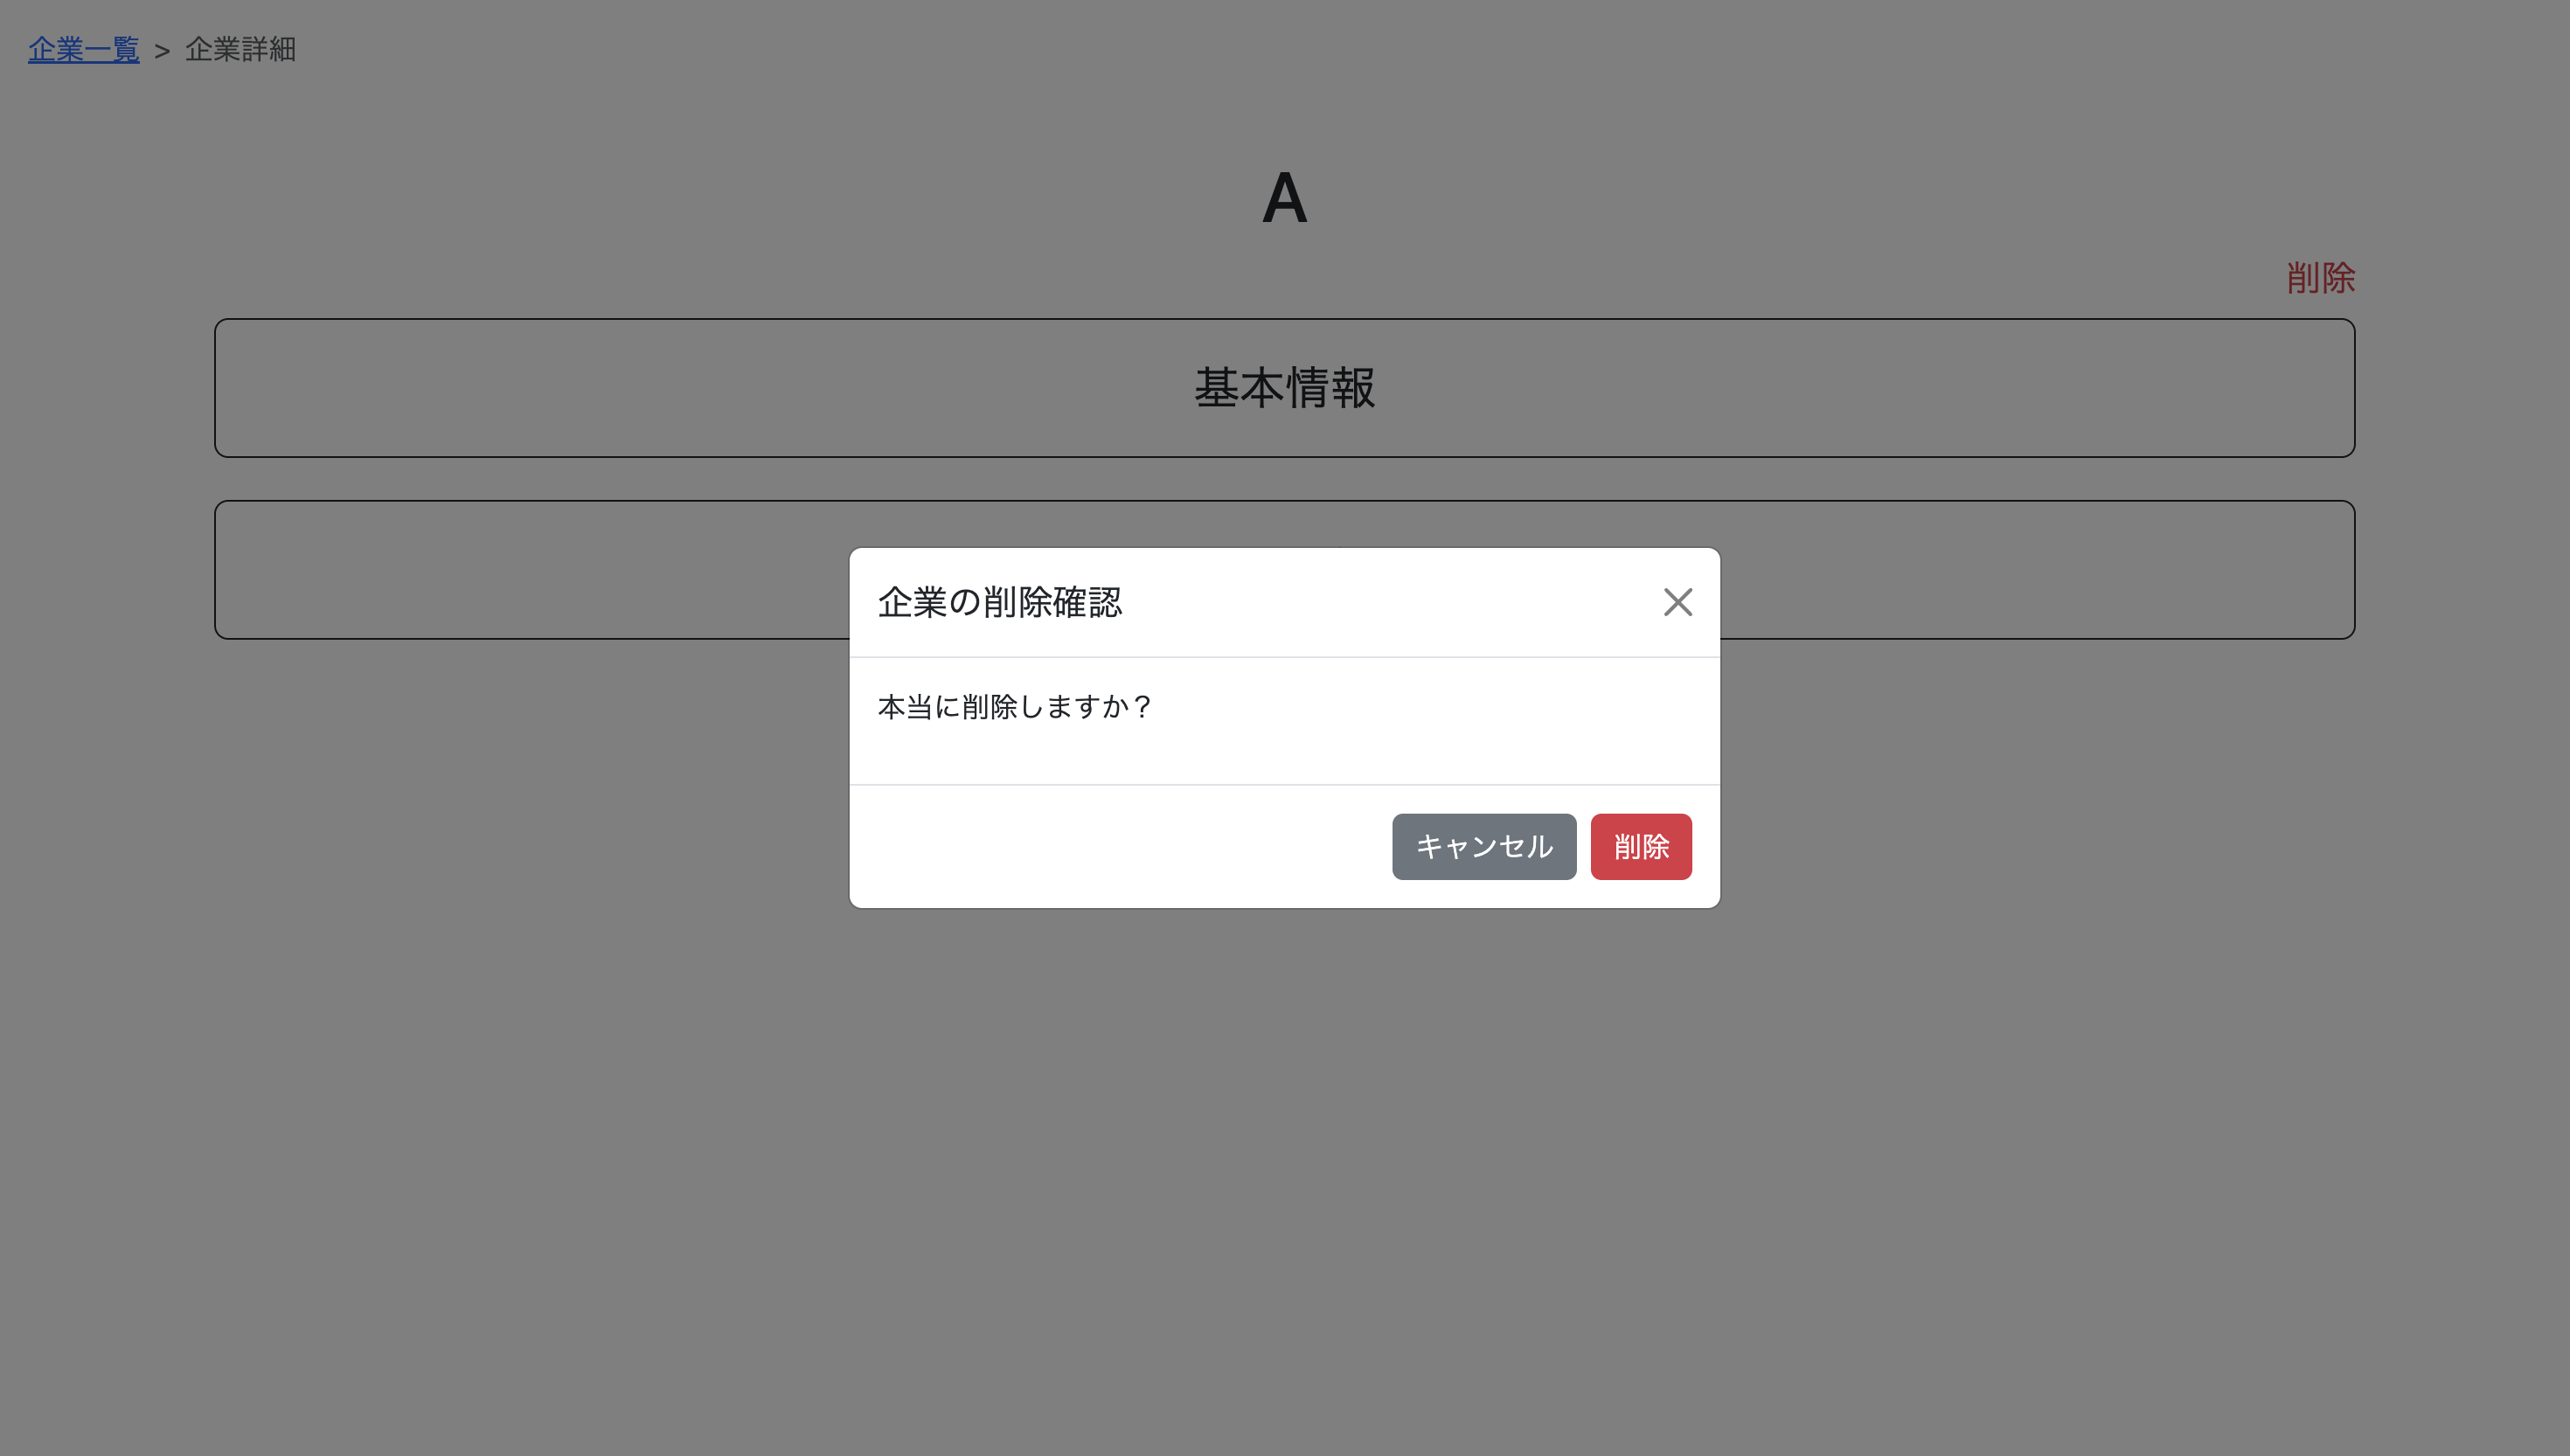 企業一覧 > 企業詳細
A
削除
基本情報
企業の削除確認
本当に削除しますか？
キャンセル 削除